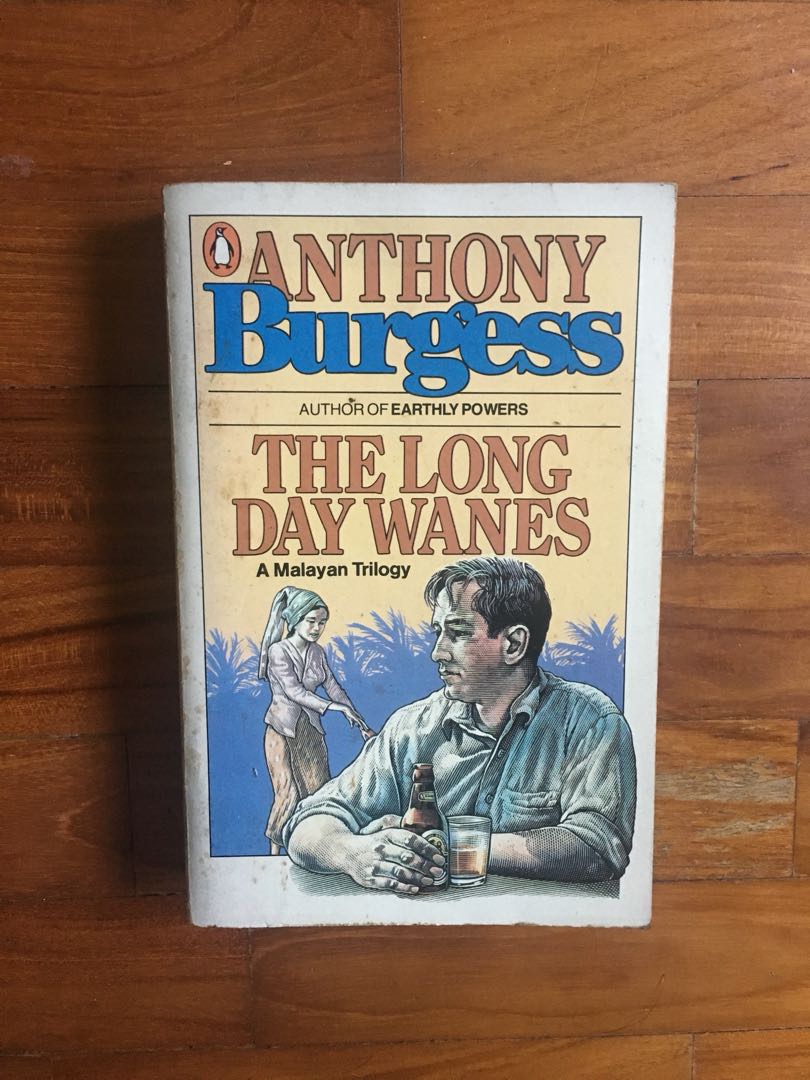 ANTHONY
Burgess
AUTHOR OF EARTHLY POWERS
THE LONG
DAY WANES
A Malayan Trilogy